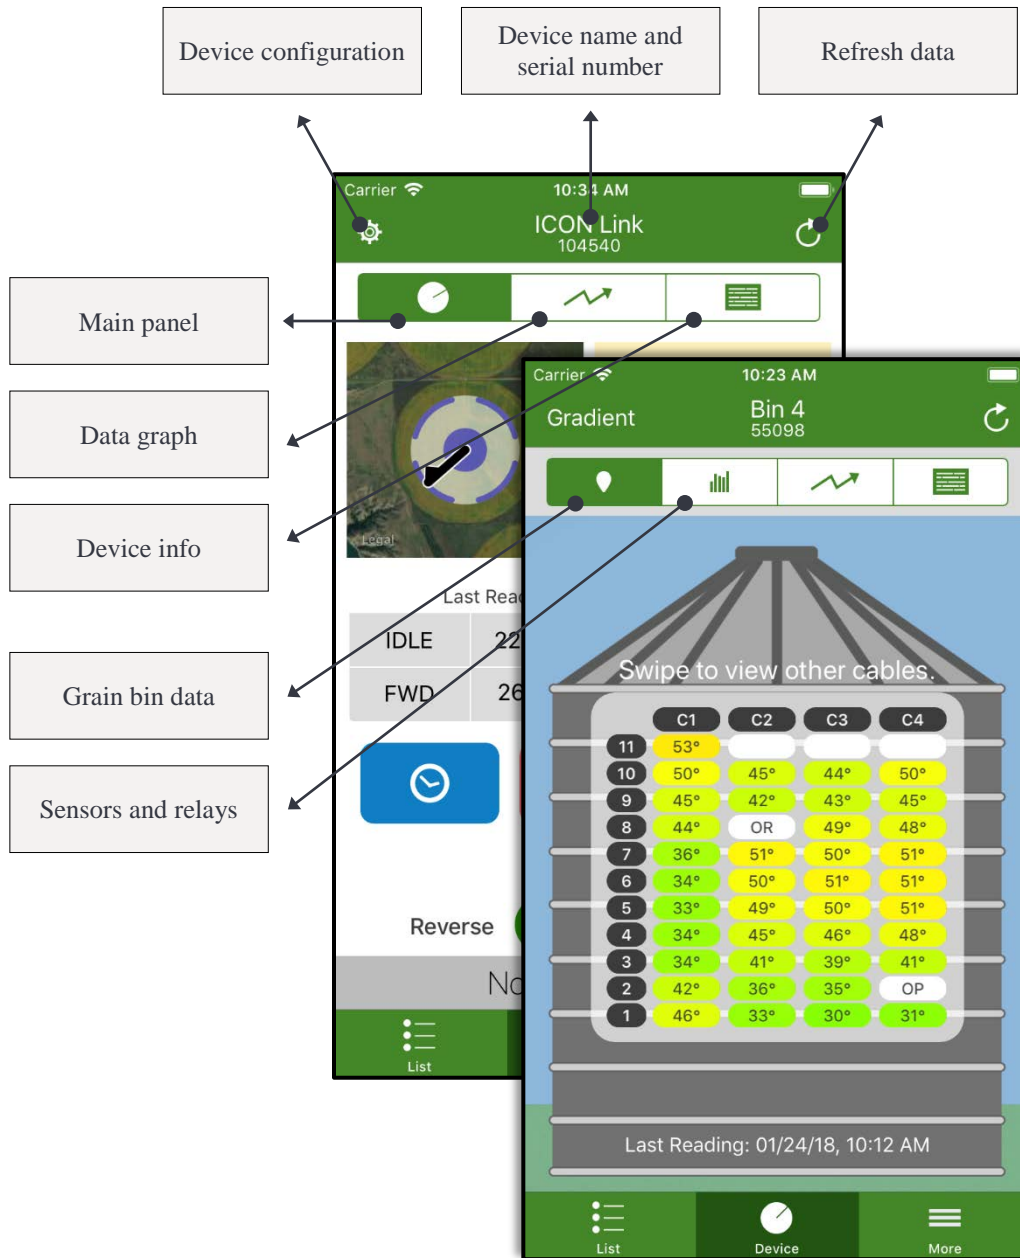 Device configuration
Device name and
serial number
Refresh data
Main panel
Data graph
Device info
Grain bin data
Sensors and relays
Carrier
10:34 AM
ICON Link
104540
Legal
Last Rea
IDLE 22
FWD 26
Reverse
No
List
Carrier
10:23 AM
Gradient
Bin 4
55098
Swipe to view other cables.
C1 C2 C3 C4
11 53°
10 50° 45° 44° 50°
9 45° 42° 43° 45°
8 44° OR 49° 48°
7 36° 51° 50° 51°
6 34° 50° 51° 51°
5 33° 49° 50° 51°
4 34° 45° 46° 48°
3 34° 41° 39° 41°
2 42° 36° 35° OP
1 46° 33° 30° 31°
Last Reading: 01/24/18, 10:12 AM
List
Device
More